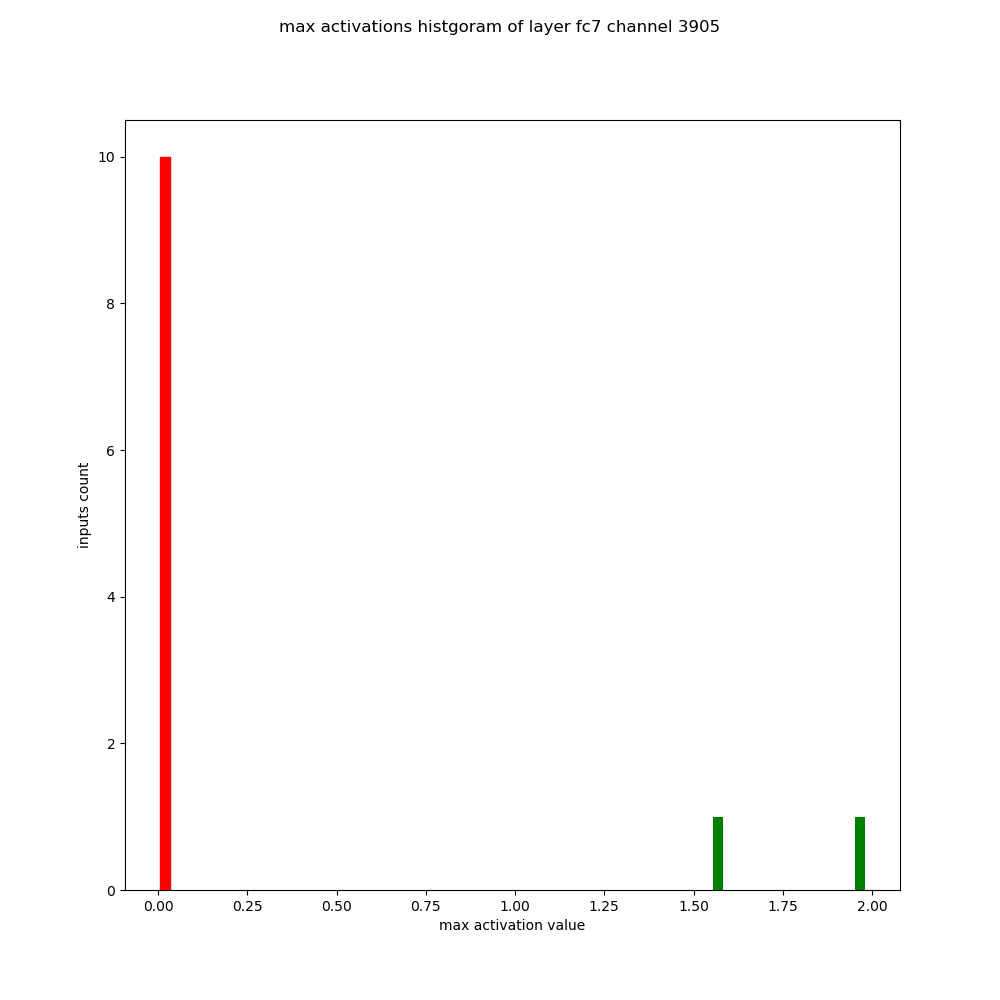 max activations histgoram of layer fc7 channel 3905
10
8
6
4
2
0
inputs count
0.00 0.25 0.50 0.75 1.00 1.25 1.50 1.75 2.00
max activation value